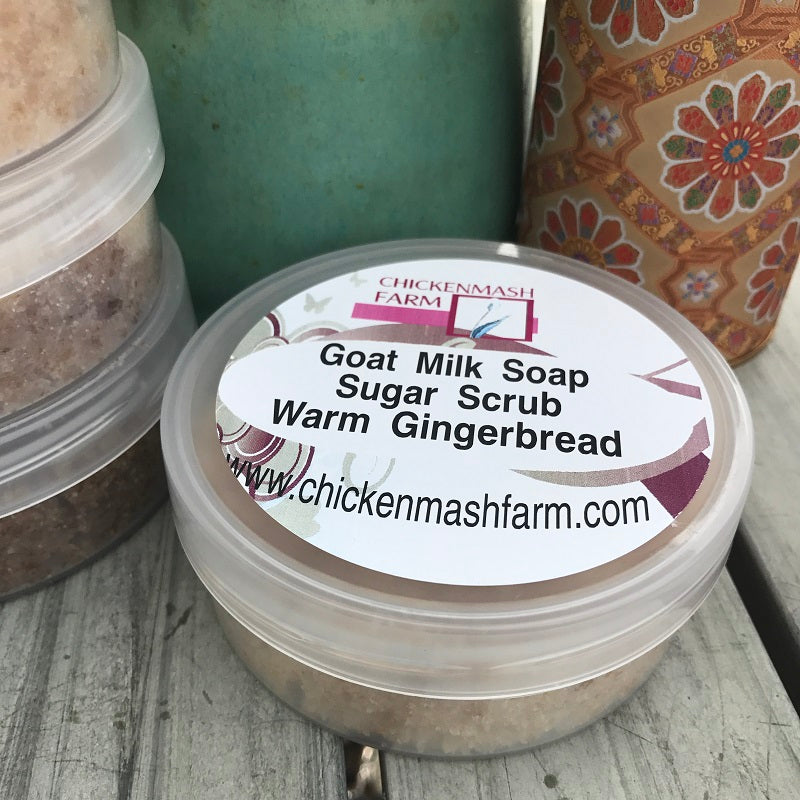 CHICKENMASH
FARM
Goat Milk Soap
Sugar Scrub
Warm Gingerbread
www.chickenmashfarm.com